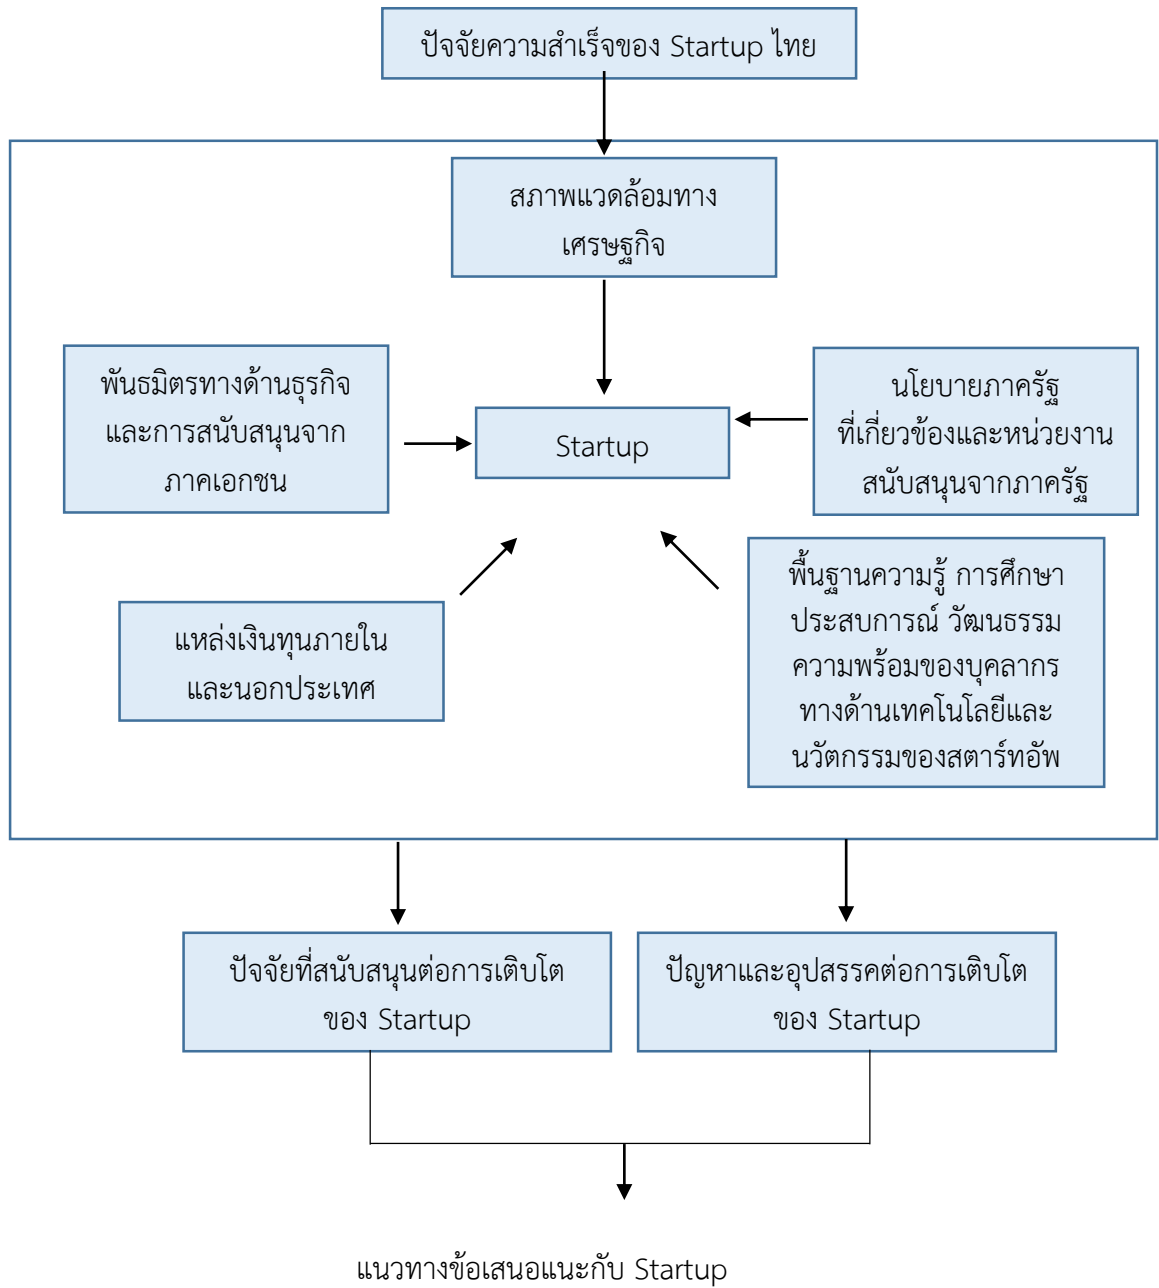 ปัจจัยความสำเร็จของ Startup ไทย
สภาพแวดล้อมทาง
เศรษฐกิจ
พันธมิตรทางด้านธุรกิจ
และการสนับสนุนจาก
ภาคเอกชน
Startup
นโยบายภาครัฐ
ที่เกี่ยวข้องและหน่วยงาน
สนับสนุนจากภาครัฐ
แหล่งเงินทุนภายใน
และนอกประเทศ
พื้นฐานความรู้ การศึกษา
ประสบการณ์ วัฒนธรรม
ความพร้อมของบุคลากร
ทางด้านเทคโนโลยีและ
นวัตกรรมของสตาร์ทอัพ
ปัจจัยที่สนับสนุนต่อการเติบโต
ของ Startup
ปัญหาและอุปสรรคต่อการเติบโต
ของ Startup
แนวทางข้อเสนอแนะกับ Startup